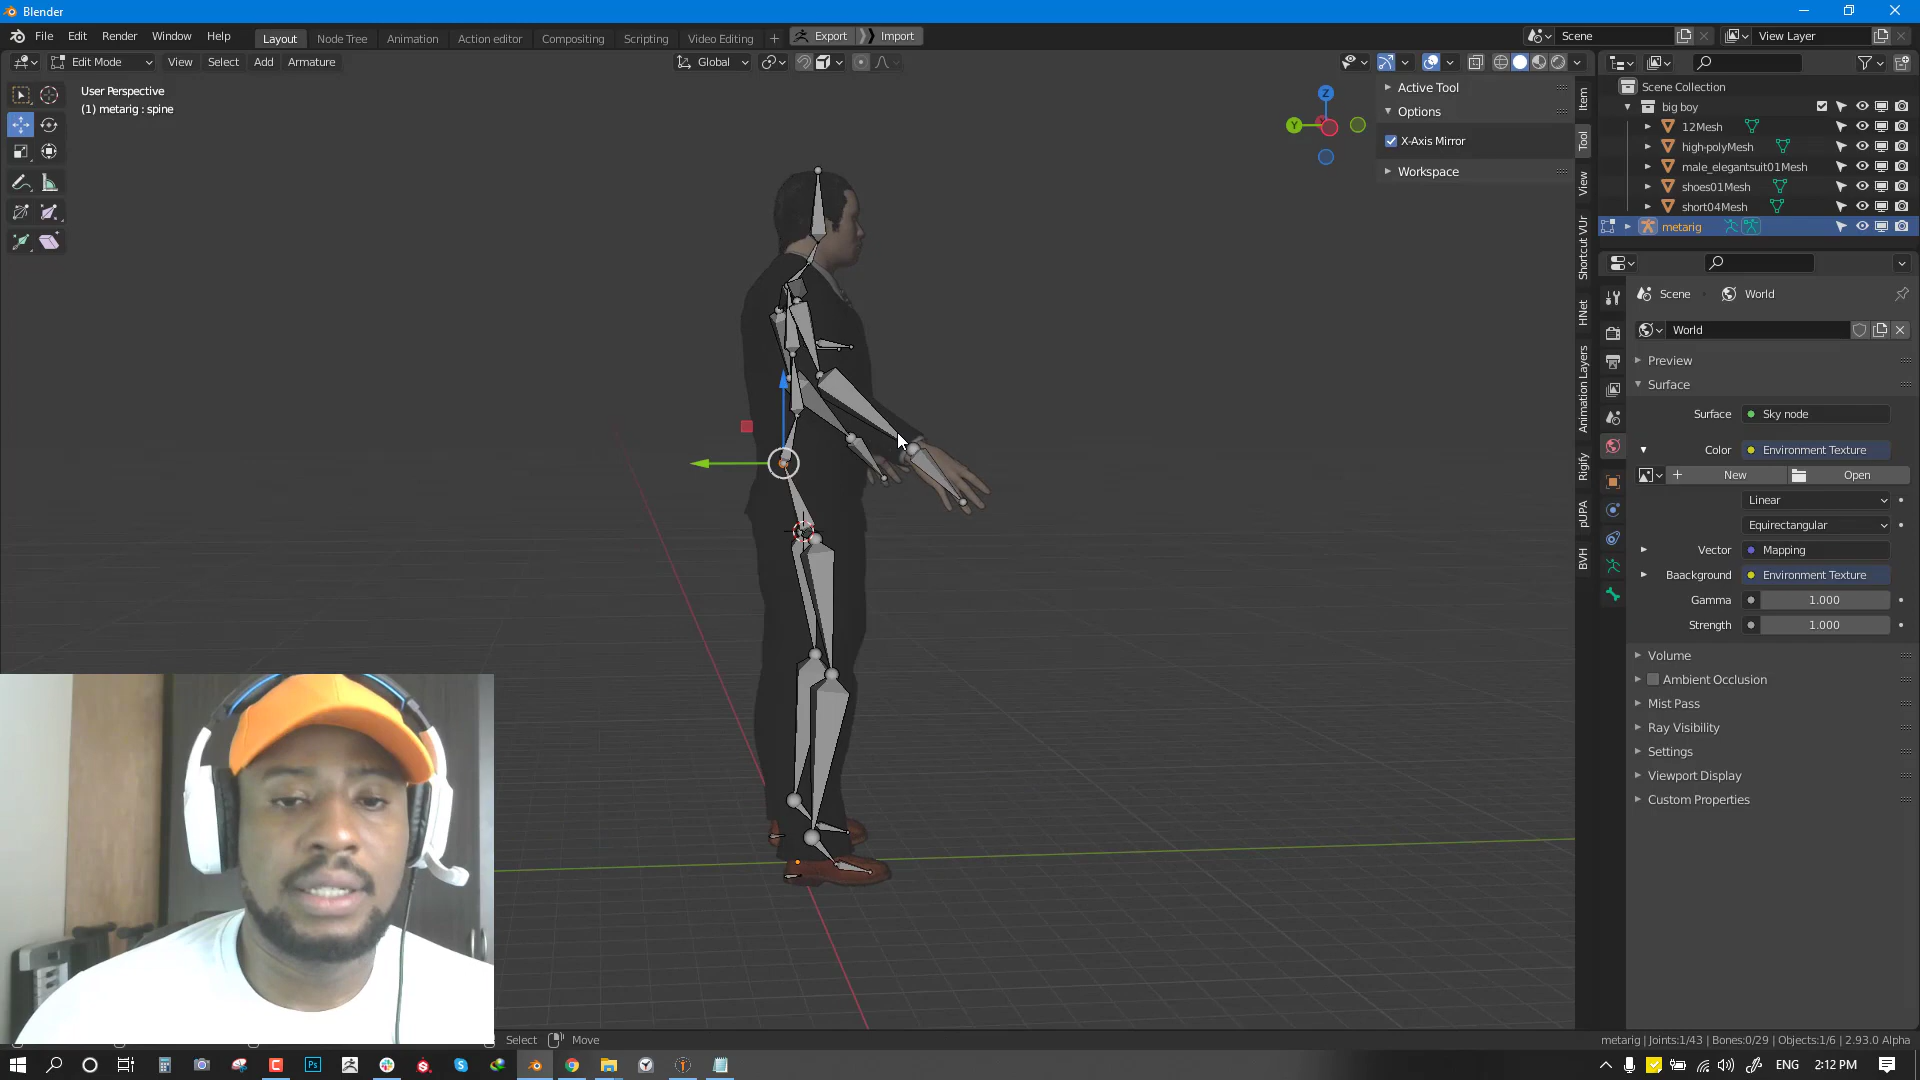 Blender
File Edit Render Window Help Layout Node Tree Animation Action editor Compositing Scripting Video Editing + Export Import Scene View Layer
Edit Mode View Select Add Armature Global
User Perspective
(1) metarig : spine
Z
Y
Active Tool
Options
X-Axis Mirror
Workspace
Item
Tool
View
Shortcut VUr
HNet
Animation Layers
Rigify
pUPA
BVH
Scene Collection
big boy
12Mesh
high-polyMesh
male_elegantsuit01Mesh
shoes01Mesh
short04Mesh
metarig
Scene World
World
Preview
Surface
Surface Sky node
Color Environment Texture
New Open
Linear
Equirectangular
Vector Mapping
Baackground Environment Texture
Gamma 1.000
Strength 1.000
Volume
Ambient Occlusion
Mist Pass
Ray Visibility
Settings
Viewport Display
Custom Properties
Select Move
metarig | Joints:1/43 | Bones:0/29 | Objects:1/6 | 2.93.0 Alpha
Ps
ENG 2:12 PM